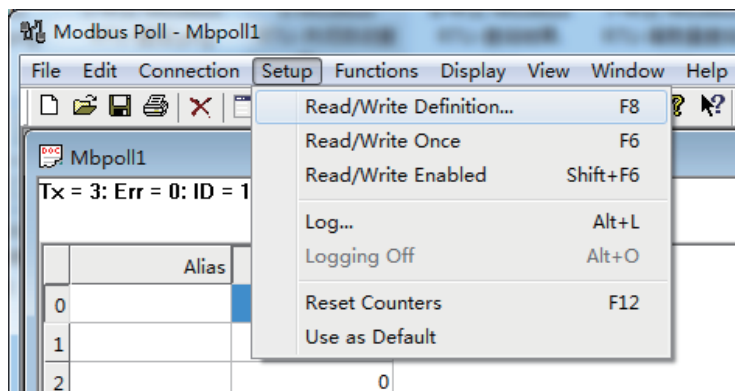 Modbus Poll - Mbpoll1
File Edit Connection Setup Functions Display View Window Help
Read/Write Definition... F8
Read/Write Once F6
Read/Write Enabled Shift+F6
Log... Alt+L
Logging Off Alt+O
Reset Counters F12
Use as Default
Mbpoll1
Tx = 3: Err = 0: ID = 1
Alias
0
1
2 0